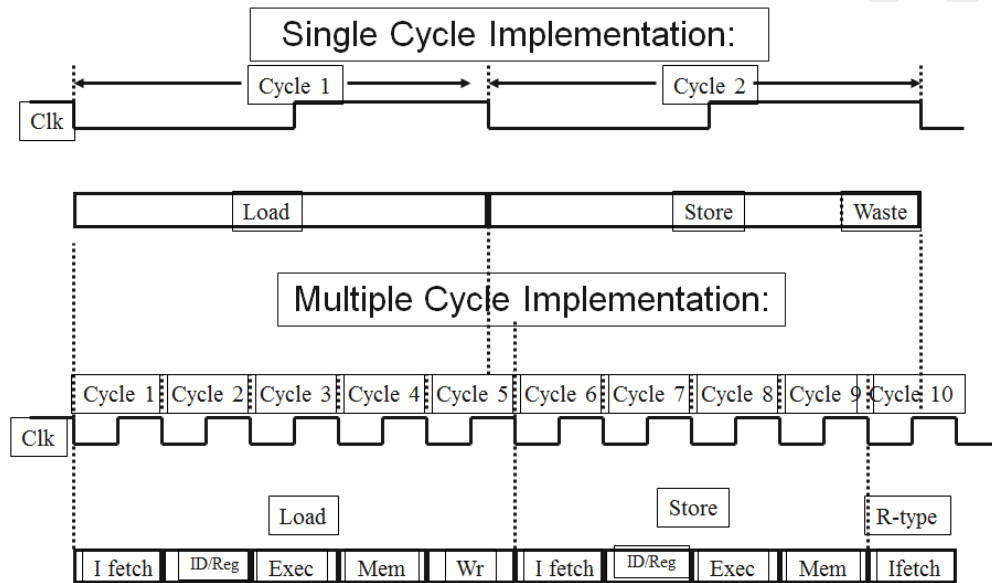 Single Cycle Implementation:
Cycle 1 Cycle 2
Clk
Load Store Waste
Multiple Cycle Implementation:
Cycle 1 Cycle 2 Cycle 3 Cycle 4 Cycle 5 Cycle 6 Cycle 7 Cycle 8 Cycle 9 Cycle 10
Clk
Load Store R-type
I fetch ID/Reg Exec Mem Wr I fetch ID/Reg Exec Mem Ifetch